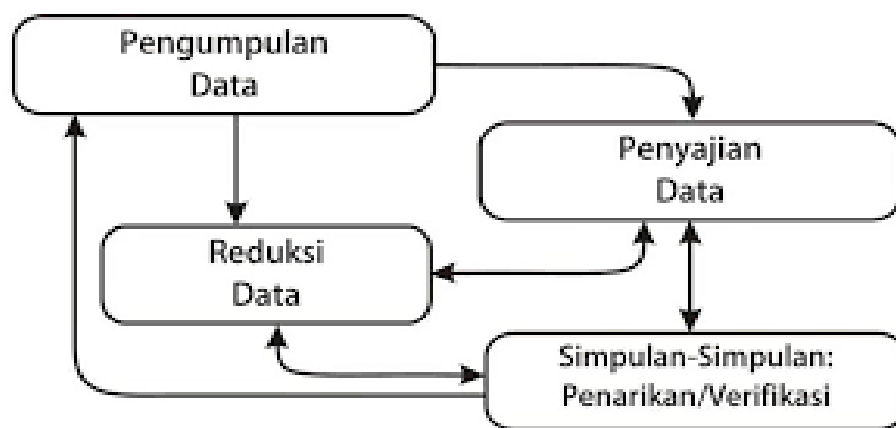 Pengumpulan
Data
Penyajian
Data
Reduksi
Data
Simpulan-Simpulan:
Penarikan/Verifikasi